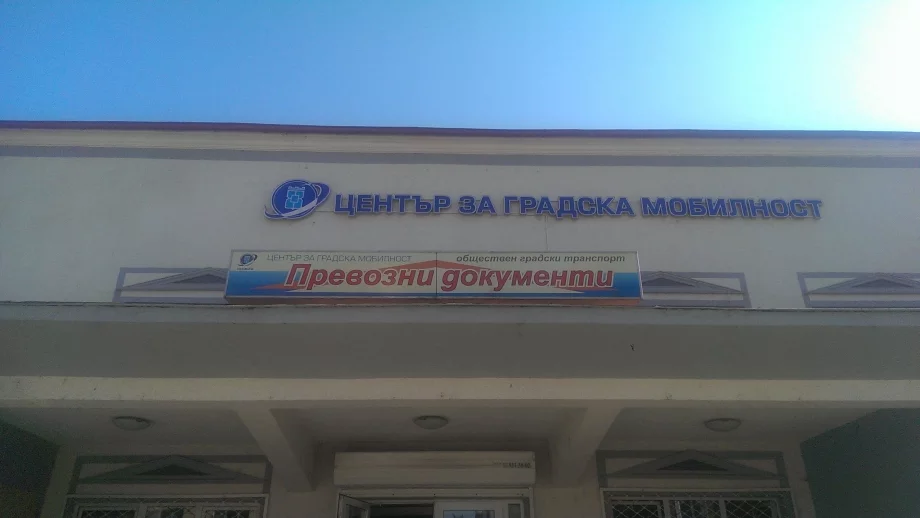 ЦЕНТЪР ЗА ГРАДСКА МОБИЛНОСТ
ЦЕНТЪР ЗА ГРАДСКА МОБИЛНОСТ обществен градски транспорт
Превозни документи